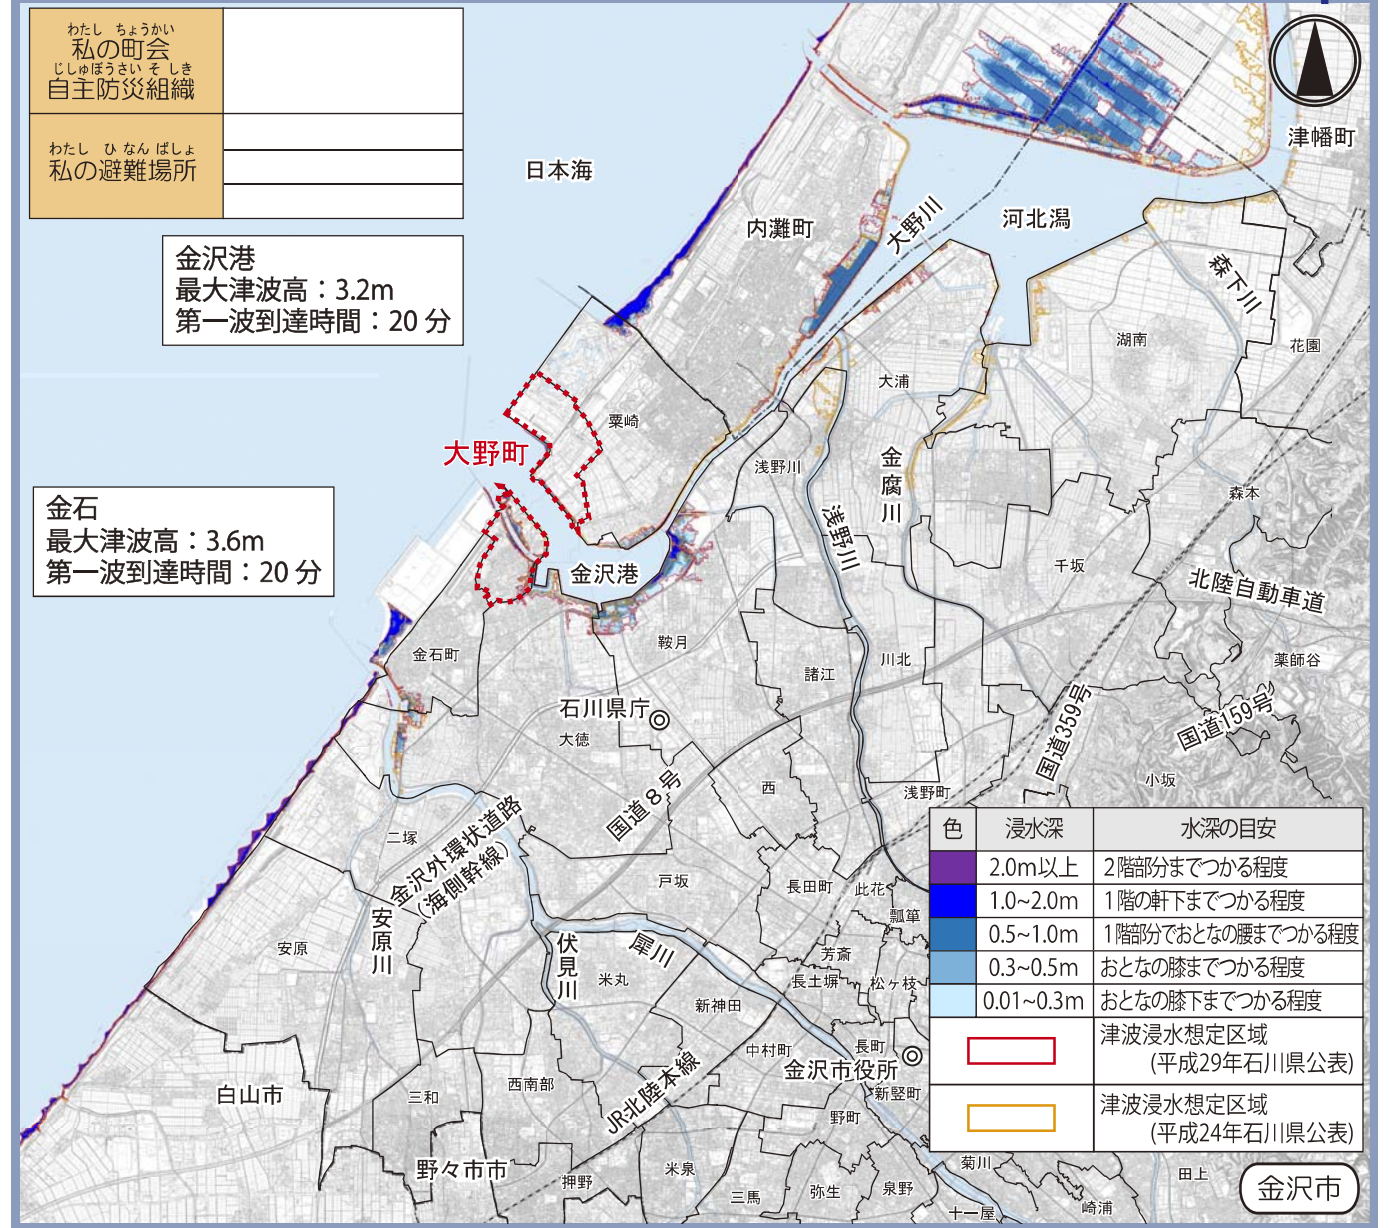 わたし ちょうかい
私の町会
じしゅぼうさい そ しき
自主防災組織
わたし ひ なん ばしょ
私の避難場所
日本海
津幡町
内灘町
大野川
河北潟
森下川
金沢港
最大津波高：3.2m
第一波到達時間：20 分
湖南
花園
大浦
粟崎
大野町
浅野川
金腐川
森本
金石
最大津波高：3.6m
第一波到達時間：20 分
浅野川
金沢港
千坂
北陸自動車道
金石町
鞍月
諸江
川北
薬師谷
石川県庁
大徳
国道359号
国道159号
国道８号
西
浅野町
小坂
二塚
金沢外環状道路
（海側幹線）
戸坂
長田町
此花
瓢箪
安原
安原川
伏見川
犀川
米丸
芳斎
長土塀
松ヶ枝
新神田
中村町
長町
金沢市役所
新竪町
白山市
三和
西南部
JR北陸本線
野町
野々市市
押野
米泉
三馬
弥生
泉野
菊川
十一屋
崎浦
田上
色 浸水深 水深の目安
2.0m以上 2階部分までつかる程度
1.0~2.0m 1階の軒下までつかる程度
0.5~1.0m 1階部分でおとなの腰までつかる程度
0.3~0.5m おとなの膝までつかる程度
0.01~0.3m おとなの膝下までつかる程度
津波浸水想定区域
(平成29年石川県公表)
津波浸水想定区域
(平成24年石川県公表)
金沢市